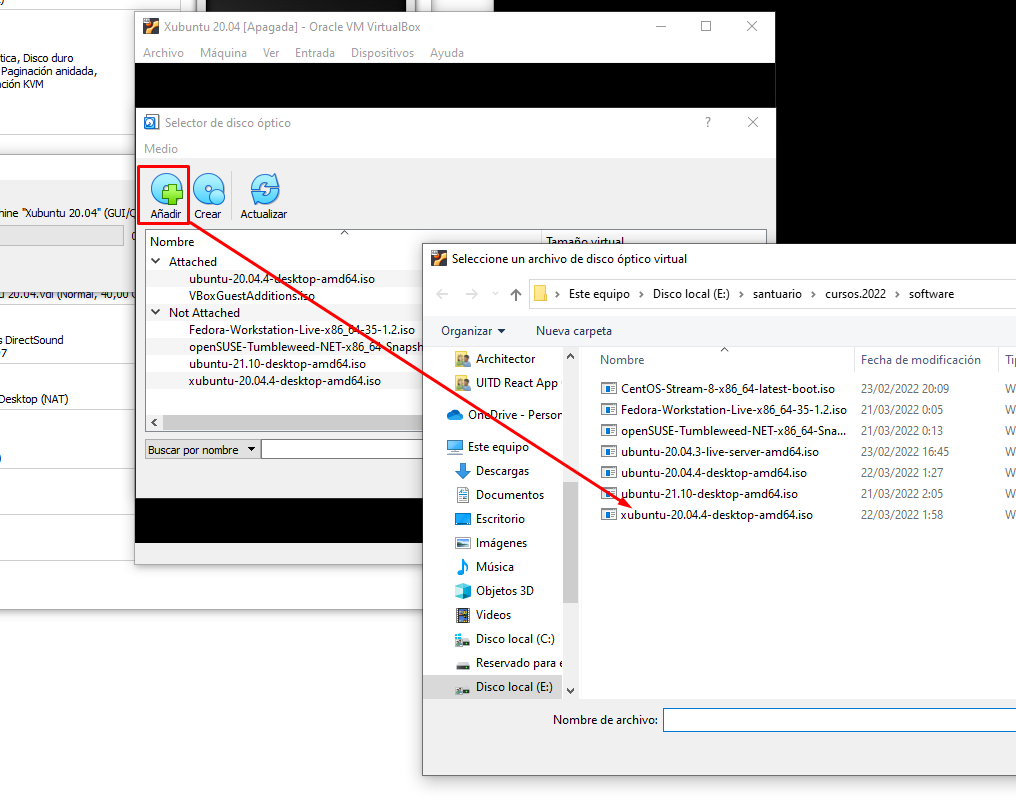 tica, Disco duro
Paginación anidada,
ción KVM
hine "Xubuntu 20.04" (GUI/Q
u 20.04.vdi (Normal, 40,00 G
s DirectSound
7
Desktop (NAT)
Xubuntu 20.04 [Apagada] - Oracle VM VirtualBox
Archivo Máquina Ver Entrada Dispositivos Ayuda
Selector de disco óptico
Medio
Añadir Crear Actualizar
Nombre Tamaño virtual
Attached
ubuntu-20.04.4-desktop-amd64.iso
VBoxGuestAdditions.iso
Not Attached
Fedora-Workstation-Live-x86_64-35-1.2.iso
openSUSE-Tumbleweed-NET-x86_64-Snapsh
ubuntu-21.10-desktop-amd64.iso
xubuntu-20.04.4-desktop-amd64.iso
Buscar por nombre
Seleccione un archivo de disco óptico virtual
Este equipo > Disco local (E:) > santuario > cursos.2022 > software
Organizar Nueva carpeta
Architector
UITD React App
OneDrive - Person
Este equipo
Descargas
Documentos
Escritorio
Imágenes
Música
Objetos 3D
Videos
Disco local (C:)
Reservado para e
Disco local (E:)
Nombre Fecha de modificación Tip
CentOS-Stream-8-x86_64-latest-boot.iso 23/02/2022 20:09 W
Fedora-Workstation-Live-x86_64-35-1.2.iso 21/03/2022 0:05 W
openSUSE-Tumbleweed-NET-x86_64-Sna... 21/03/2022 0:13 W
ubuntu-20.04.3-live-server-amd64.iso 23/02/2022 16:45 W
ubuntu-20.04.4-desktop-amd64.iso 22/03/2022 1:27 W
ubuntu-21.10-desktop-amd64.iso 21/03/2022 2:05 W
xubuntu-20.04.4-desktop-amd64.iso 22/03/2022 1:58 W
Nombre de archivo: